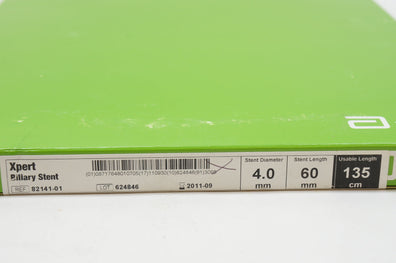 Xpert
Biliary Stent
REF 82141-01
LOT 624846
2011-09
Stent Diameter
4.0
mm
Stent Length
60
mm
Usable Length
135
cm